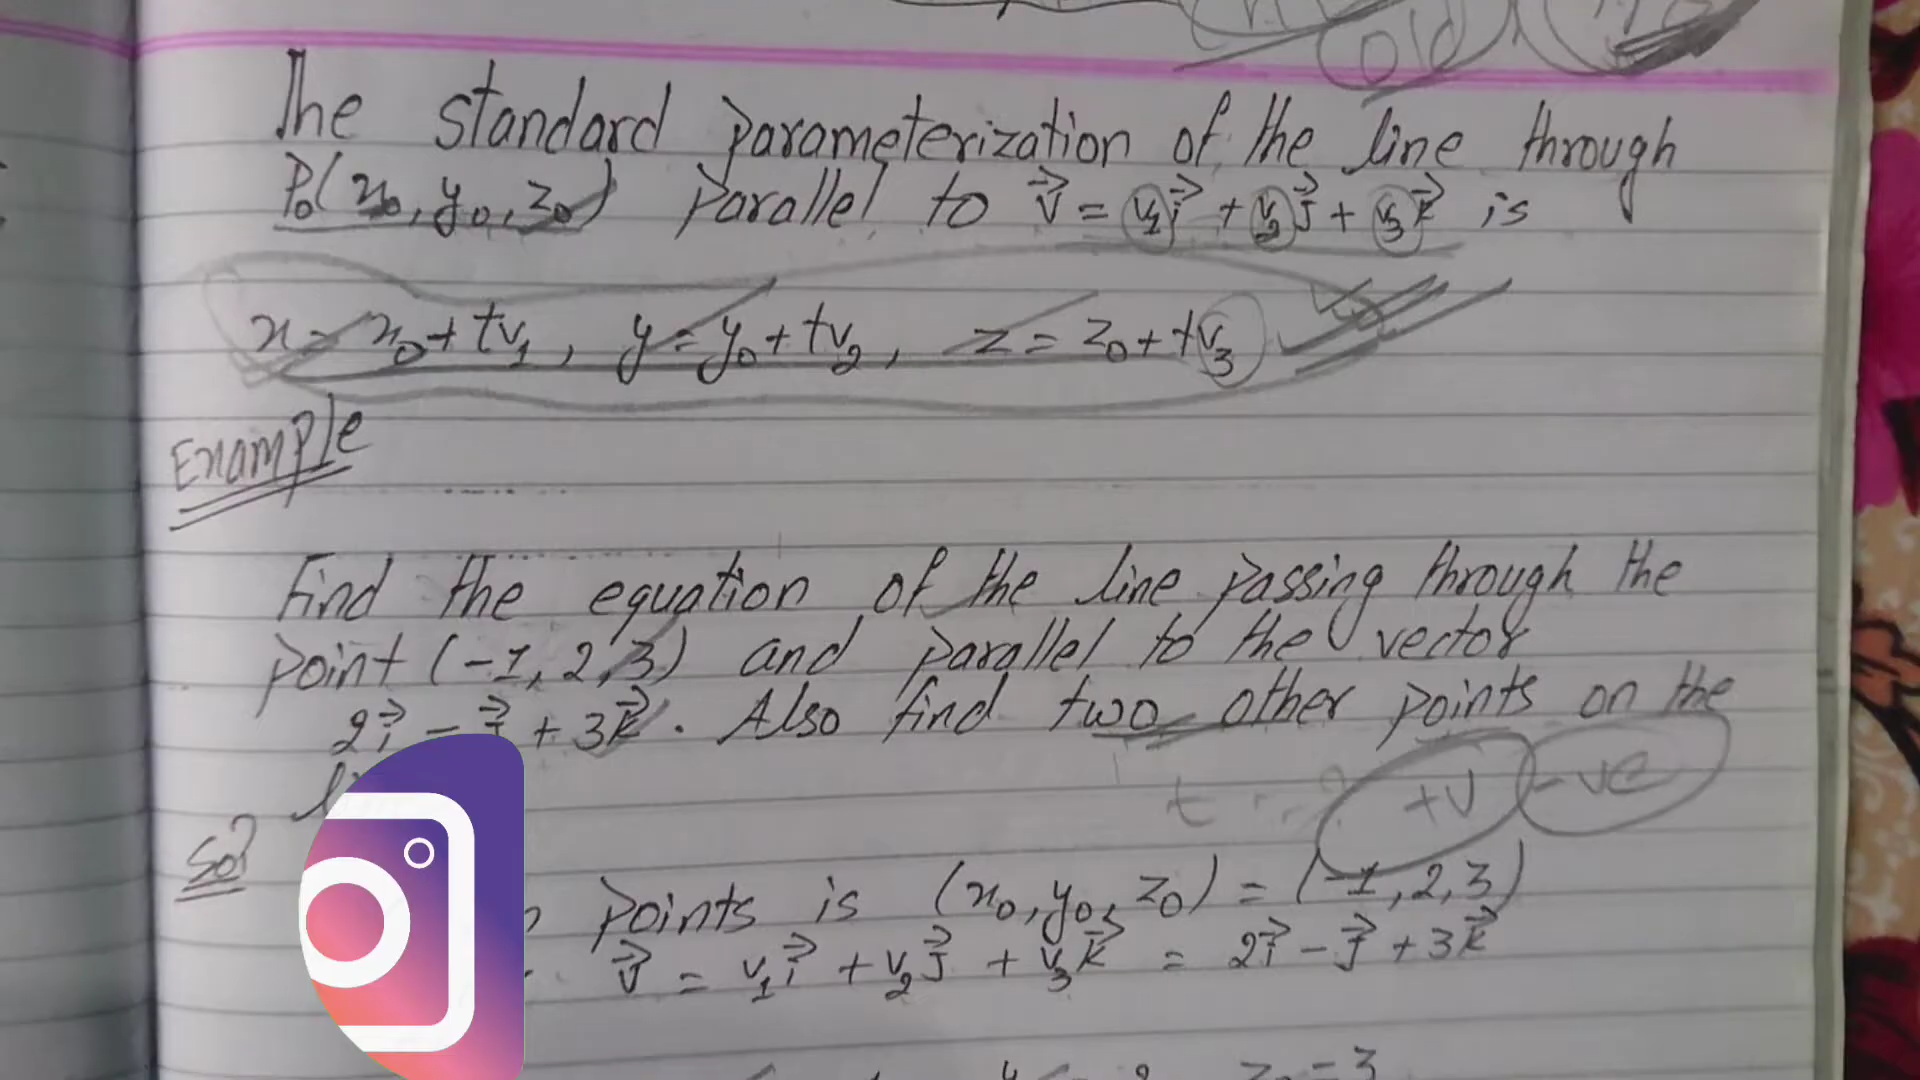 old
The standard parameterization of the line through
P₀(x₀, y₀, z₀) parallel to v⃗ = v₁i⃗ + v₂j⃗ + v₃k⃗ is
x = x₀ + tv₁, y = y₀ + tv₂, z = z₀ + tv₃
Example
Find the equation of the line passing through the
point (-1, 2, 3) and parallel to the vector
2i⃗ - j⃗ + 3k⃗. Also find two other points on the
t +v -ve
Sol
points is (x₀, y₀, z₀) = (-1, 2, 3)
v⃗ = v₁i⃗ + v₂j⃗ + v₃k⃗ = 2i⃗ - j⃗ + 3k⃗
= 3